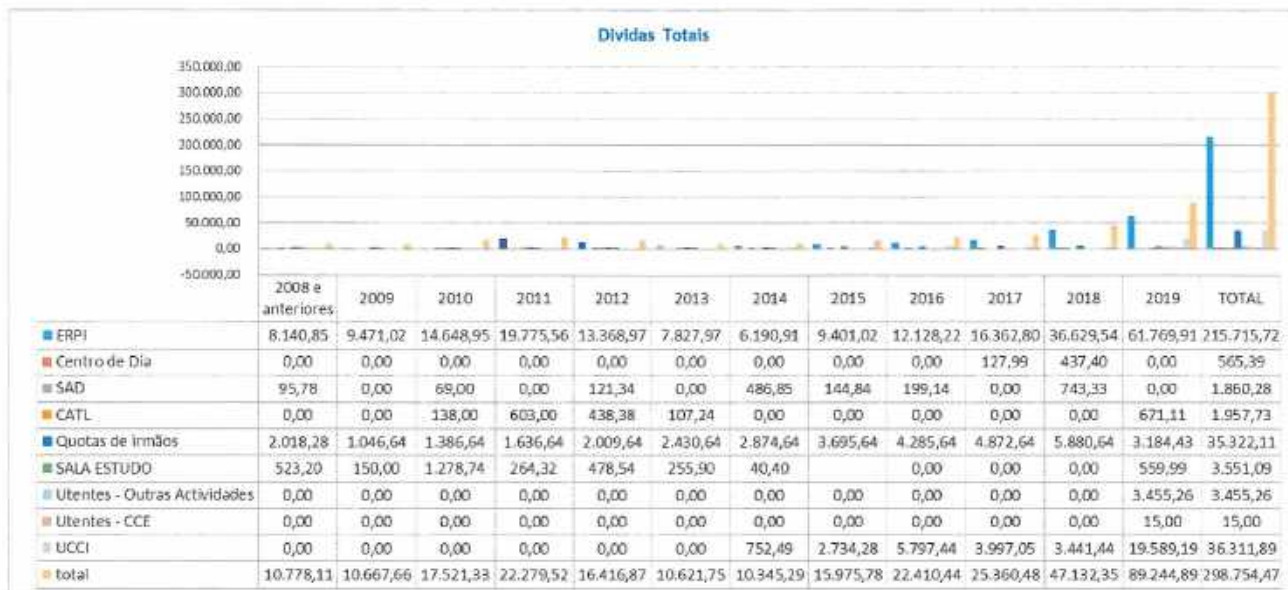 Dividas Totais
350.000,00
300.000,00
250.000,00
200.000,00
150.000,00
100.000,00
50.000,00
0,00
-50.000,00
2008 e anteriores 2009 2010 2011 2012 2013 2014 2015 2016 2017 2018 2019 TOTAL
ERPI 8.140,85 9.471,02 14.648,95 19.775,56 13.368,97 7.827,97 6.190,91 9.401,02 12.128,22 16.362,80 36.629,54 61.769,91 215.715,72
Centro de Dia 0,00 0,00 0,00 0,00 0,00 0,00 0,00 0,00 0,00 127,99 437,40 0,00 565,39
SAD 95,78 0,00 69,00 0,00 121,34 0,00 486,85 144,84 199,14 0,00 743,33 0,00 1.860,28
CATL 0,00 0,00 138,00 603,00 438,38 107,24 0,00 0,00 0,00 0,00 0,00 671,11 1.957,73
Quotas de irmãos 2.018,28 1.046,64 1.386,64 1.636,64 2.009,64 2.430,64 2.874,64 3.695,64 4.285,64 4.872,64 5.880,64 3.184,43 35.322,11
SALA ESTUDO 523,20 150,00 1.278,74 264,32 478,54 255,90 40,40 0,00 0,00 0,00 559,99 3.551,09
Utentes - Outras Actividades 0,00 0,00 0,00 0,00 0,00 0,00 0,00 0,00 0,00 0,00 0,00 3.455,26 3.455,26
Utentes - CCE 0,00 0,00 0,00 0,00 0,00 0,00 0,00 0,00 0,00 0,00 0,00 15,00 15,00
UCCI 0,00 0,00 0,00 0,00 0,00 0,00 752,49 2.734,28 5.797,44 3.997,05 3.441,44 19.589,19 36.311,89
total 10.778,11 10.667,66 17.521,33 22.279,52 16.416,87 10.621,75 10.345,29 15.975,78 22.410,44 25.360,48 47.132,35 89.244,89 298.754,47